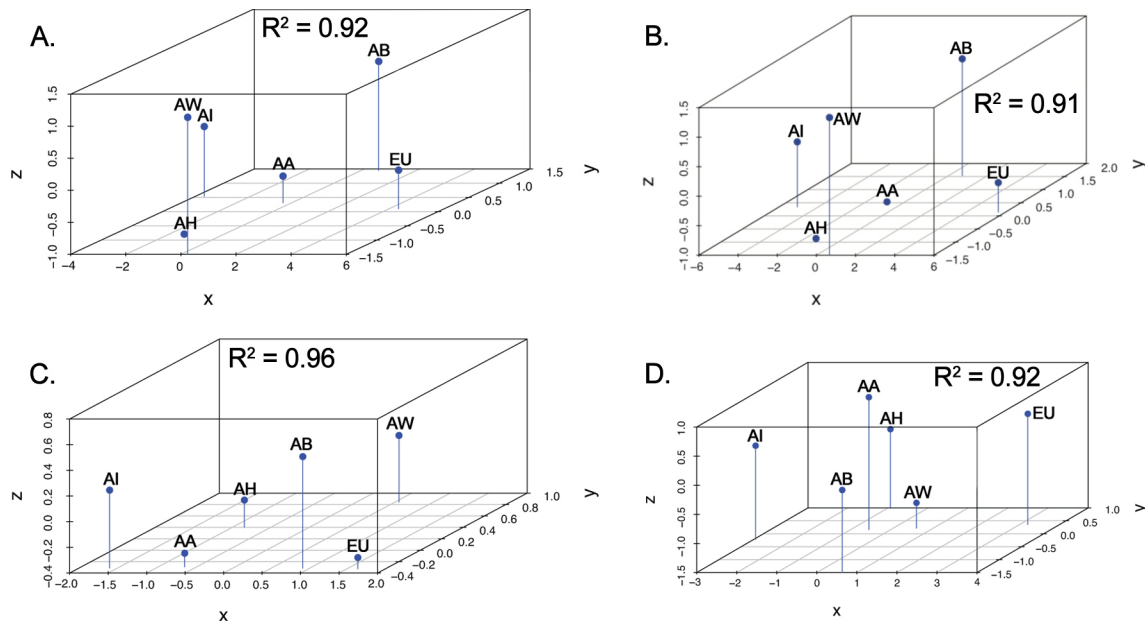 A.
R² = 0.92
AB
AW
AI
AA
EU
AH
z
1.5
1.0
0.5
0.0
−0.5
−1.0
−4
−2
0
2
4
6
x
−1.5
−1.0
−0.5
0.0
0.5
1.0
1.5
y
B.
R² = 0.91
AB
AW
AI
AA
EU
AH
z
1.5
1.0
0.5
0.0
−0.5
−1.0
−6
−4
−2
0
2
4
6
x
−1.5
−1.0
−0.5
0.0
0.5
1.0
1.5
2.0
y
C.
R² = 0.96
AW
AB
AI
AH
AA
EU
z
0.8
0.6
0.4
0.2
0.0
−0.2
−0.4
−2.0
−1.5
−1.0
−0.5
0.0
0.5
1.0
1.5
2.0
x
−0.4
−0.2
0.0
0.2
0.4
0.6
0.8
1.0
y
D.
R² = 0.92
AA
AH
EU
AI
AB
AW
z
1.0
0.5
0.0
−0.5
−1.0
−1.5
−3
−2
−1
0
1
2
3
4
x
−1.5
−1.0
−0.5
0.0
0.5
1.0
y